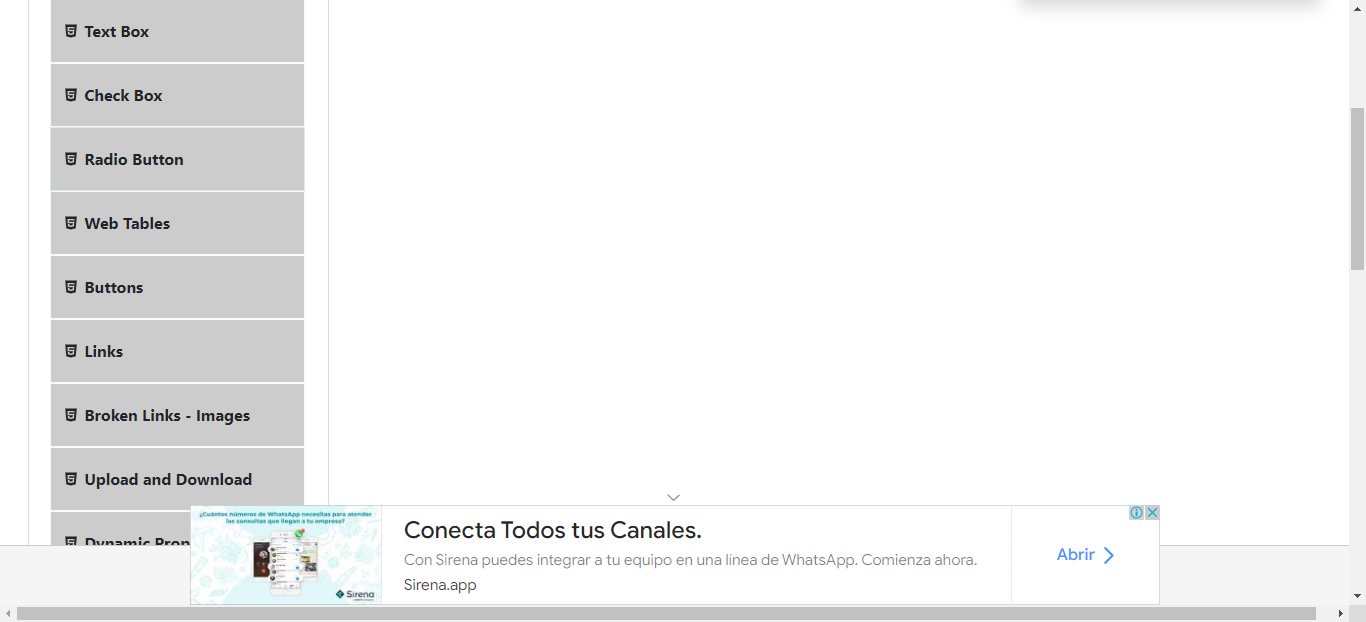 Text Box
Check Box
Radio Button
Web Tables
Buttons
Links
Broken Links - Images
Upload and Download
Dynamic Prop
¿Cuántos números de WhatsApp necesitas para atender
las consultas que llegan a tu empresa?
Sirena
Conecta Todos tus Canales.
Con Sirena puedes integrar a tu equipo en una línea de WhatsApp. Comienza ahora.
Sirena.app
Abrir